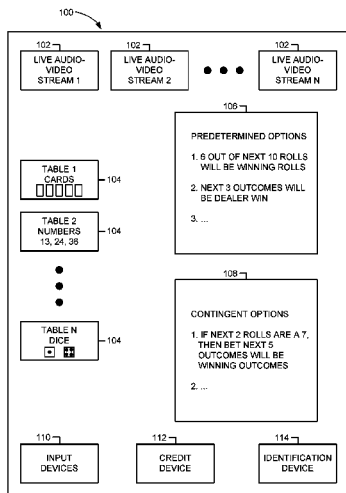 100
102
102
102
LIVE AUDIO-
VIDEO
STREAM 1
LIVE AUDIO-
VIDEO
STREAM 2
LIVE AUDIO-
VIDEO
STREAM N
106
PREDETERMINED OPTIONS
1. 6 OUT OF NEXT 10 ROLLS
WILL BE WINNING ROLLS
2. NEXT 3 OUTCOMES WILL
BE DEALER WIN
3. ...
TABLE 1
CARDS
104
TABLE 2
NUMBERS
13, 24, 36
104
TABLE N
DICE
104
108
CONTINGENT OPTIONS
1. IF NEXT 2 ROLLS ARE A 7,
THEN BET NEXT 5
OUTCOMES WILL BE
WINNING OUTCOMES
2. ...
110
INPUT
DEVICES
112
CREDIT
DEVICE
114
IDENTIFICATION
DEVICE